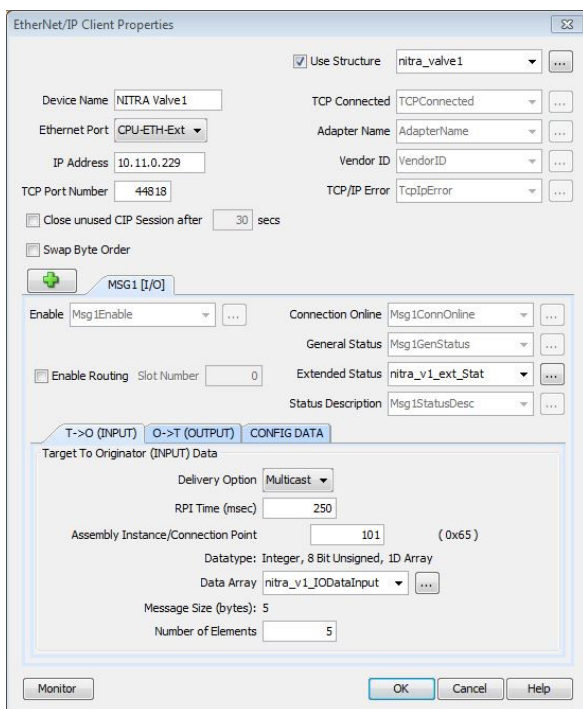 EtherNet/IP Client Properties
Use Structure nitra_valve1 ...
Device Name NITRA Valve1 TCP Connected TCPConnected ...
Ethernet Port CPU-ETH-Ext Adapter Name AdapterName ...
IP Address 10.11.0.229 Vendor ID VendorID ...
TCP Port Number 44818 TCP/IP Error TcpIpError ...
Close unused CIP Session after 30 secs
Swap Byte Order
MSG1 [I/O]
Enable Msg1Enable ... Connection Online Msg1ConnOnline ...
General Status Msg1GenStatus ...
Enable Routing Slot Number 0 Extended Status nitra_v1_ext_Stat ...
Status Description Msg1StatusDesc ...
T->O (INPUT) O->T (OUTPUT) CONFIG DATA
Target To Originator (INPUT) Data
Delivery Option Multicast
RPI Time (msec) 250
Assembly Instance/Connection Point 101 (0x65)
Datatype: Integer, 8 Bit Unsigned, 1D Array
Data Array nitra_v1_IODataInput ...
Message Size (bytes): 5
Number of Elements 5
Monitor OK Cancel Help